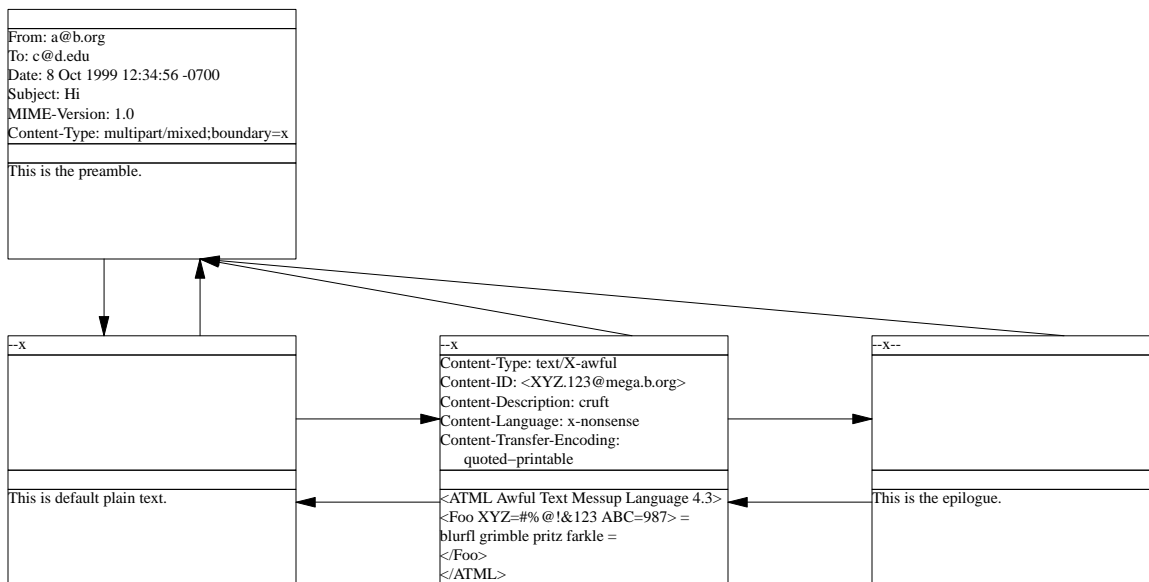 From: a@b.org
To: c@d.edu
Date: 8 Oct 1999 12:34:56 -0700
Subject: Hi
MIME-Version: 1.0
Content-Type: multipart/mixed;boundary=x
This is the preamble.
--x
This is default plain text.
--x
Content-Type: text/X-awful
Content-ID: <XYZ.123@mega.b.org>
Content-Description: cruft
Content-Language: x-nonsense
Content-Transfer-Encoding:
quoted−printable
<ATML Awful Text Messup Language 4.3>
<Foo XYZ=#%@!&123 ABC=987> =
blurfl grimble pritz farkle =
</Foo>
</ATML>
--x--
This is the epilogue.